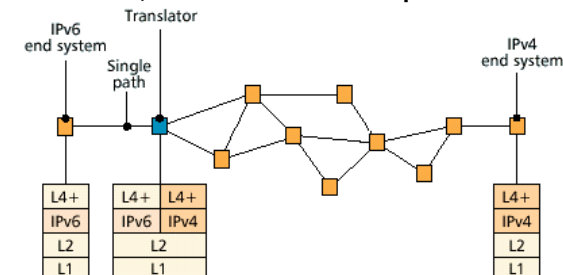 Translator
IPv6
end system
Single
path
IPv4
end system
L4+
L4+ L4+
L4+
IPv6
IPv6 IPv4
IPv4
L2
L2
L2
L1
L1
L1